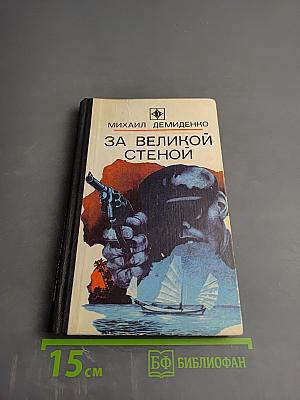 МИХАИЛ ДЕМИДЕНКО
ЗА ВЕЛИКОЙ
СТЕНОЙ
15 см
БФ БИБЛИОФАН